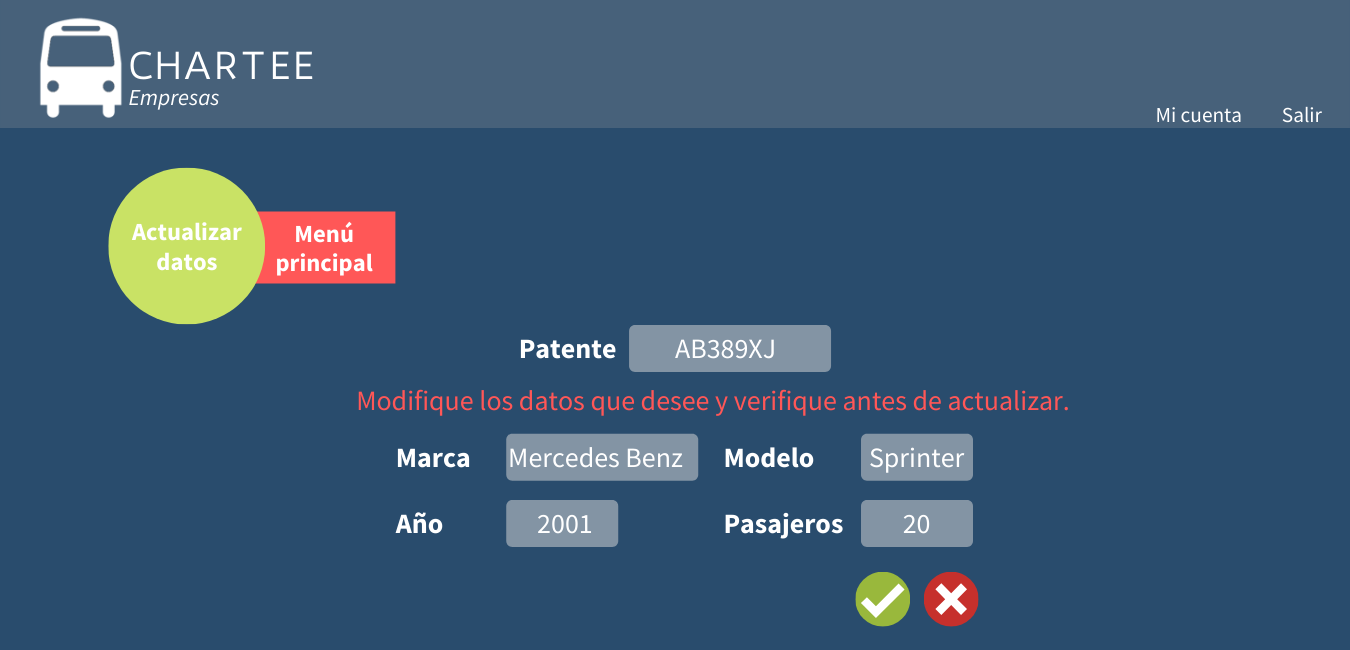 CHARTEE
Empresas
Mi cuenta Salir
Actualizar
datos
Menú
principal
Patente AB389XJ
Modifique los datos que desee y verifique antes de actualizar.
Marca Mercedes Benz Modelo Sprinter
Año 2001 Pasajeros 20